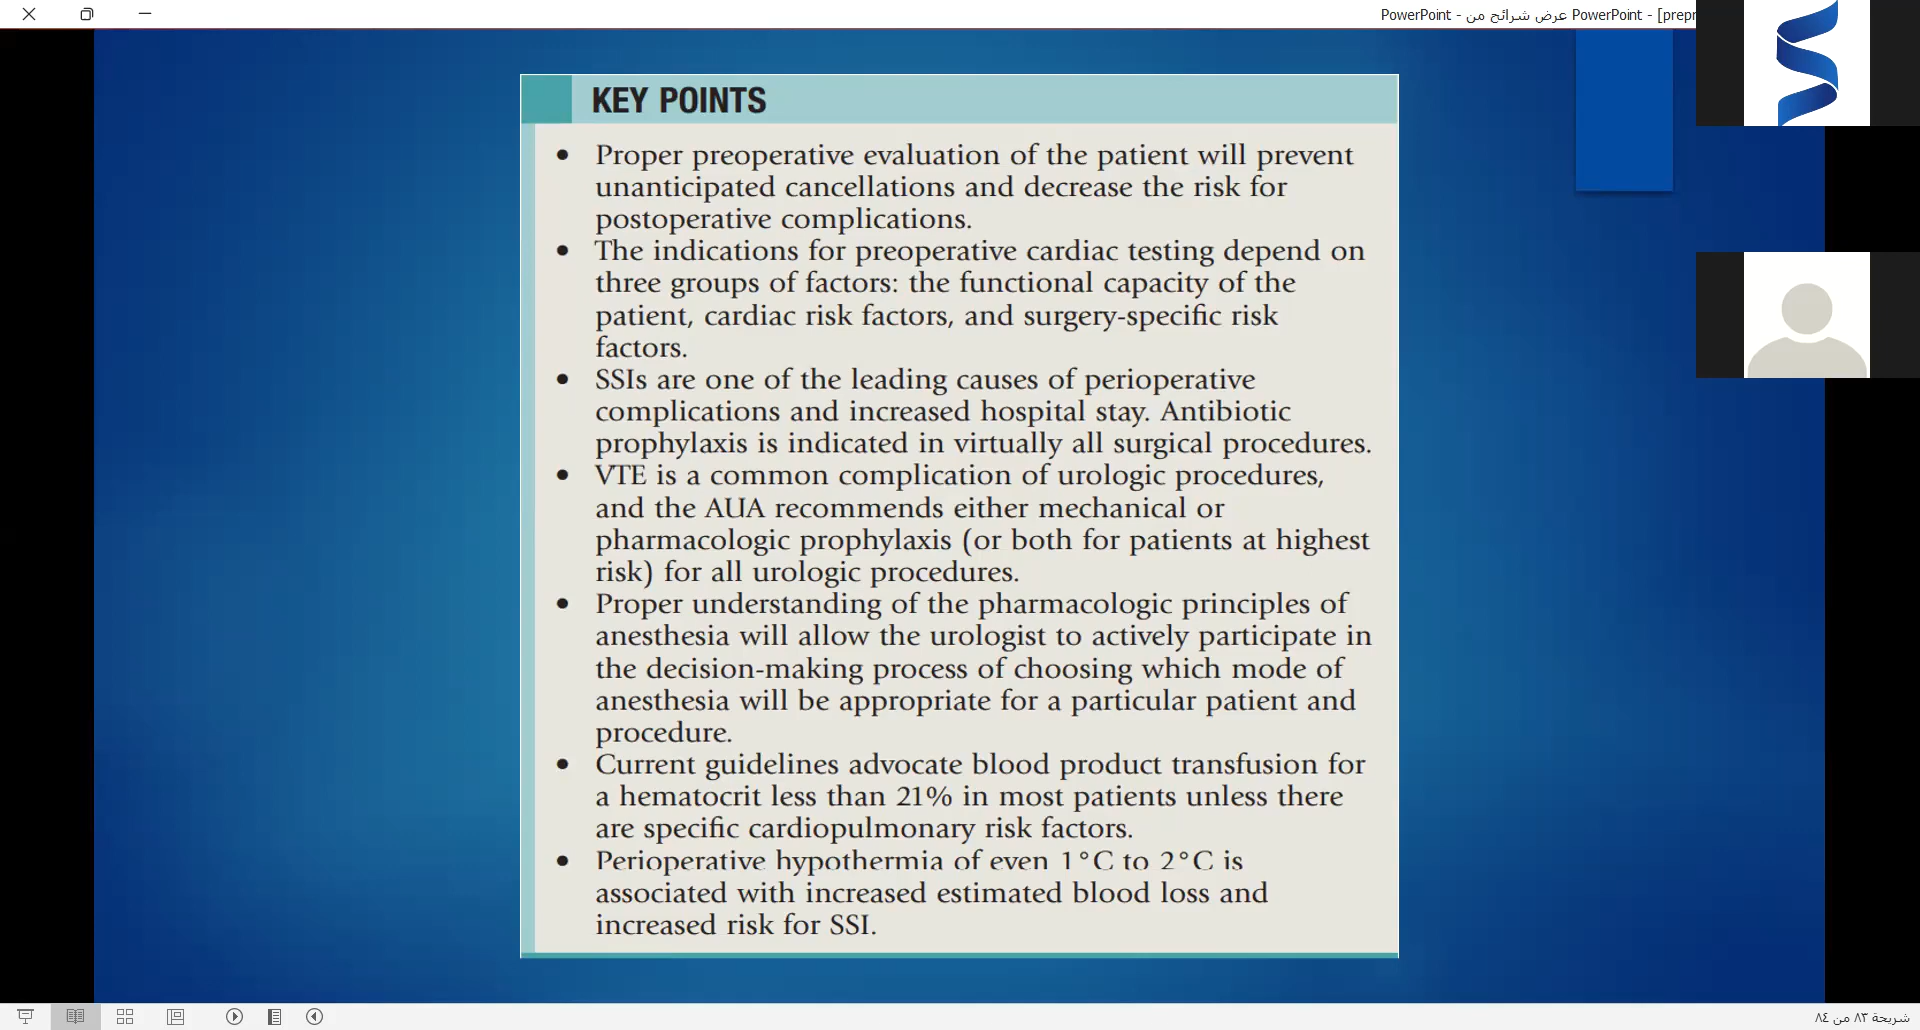 PowerPoint - عرض شرائح من PowerPoint - [prepr
KEY POINTS
• Proper preoperative evaluation of the patient will prevent
unanticipated cancellations and decrease the risk for
postoperative complications.
• The indications for preoperative cardiac testing depend on
three groups of factors: the functional capacity of the
patient, cardiac risk factors, and surgery-specific risk
factors.
• SSIs are one of the leading causes of perioperative
complications and increased hospital stay. Antibiotic
prophylaxis is indicated in virtually all surgical procedures.
• VTE is a common complication of urologic procedures,
and the AUA recommends either mechanical or
pharmacologic prophylaxis (or both for patients at highest
risk) for all urologic procedures.
• Proper understanding of the pharmacologic principles of
anesthesia will allow the urologist to actively participate in
the decision-making process of choosing which mode of
anesthesia will be appropriate for a particular patient and
procedure.
• Current guidelines advocate blood product transfusion for
a hematocrit less than 21% in most patients unless there
are specific cardiopulmonary risk factors.
• Perioperative hypothermia of even 1°C to 2°C is
associated with increased estimated blood loss and
increased risk for SSI.
شريحة ٨٣ من ٨٤